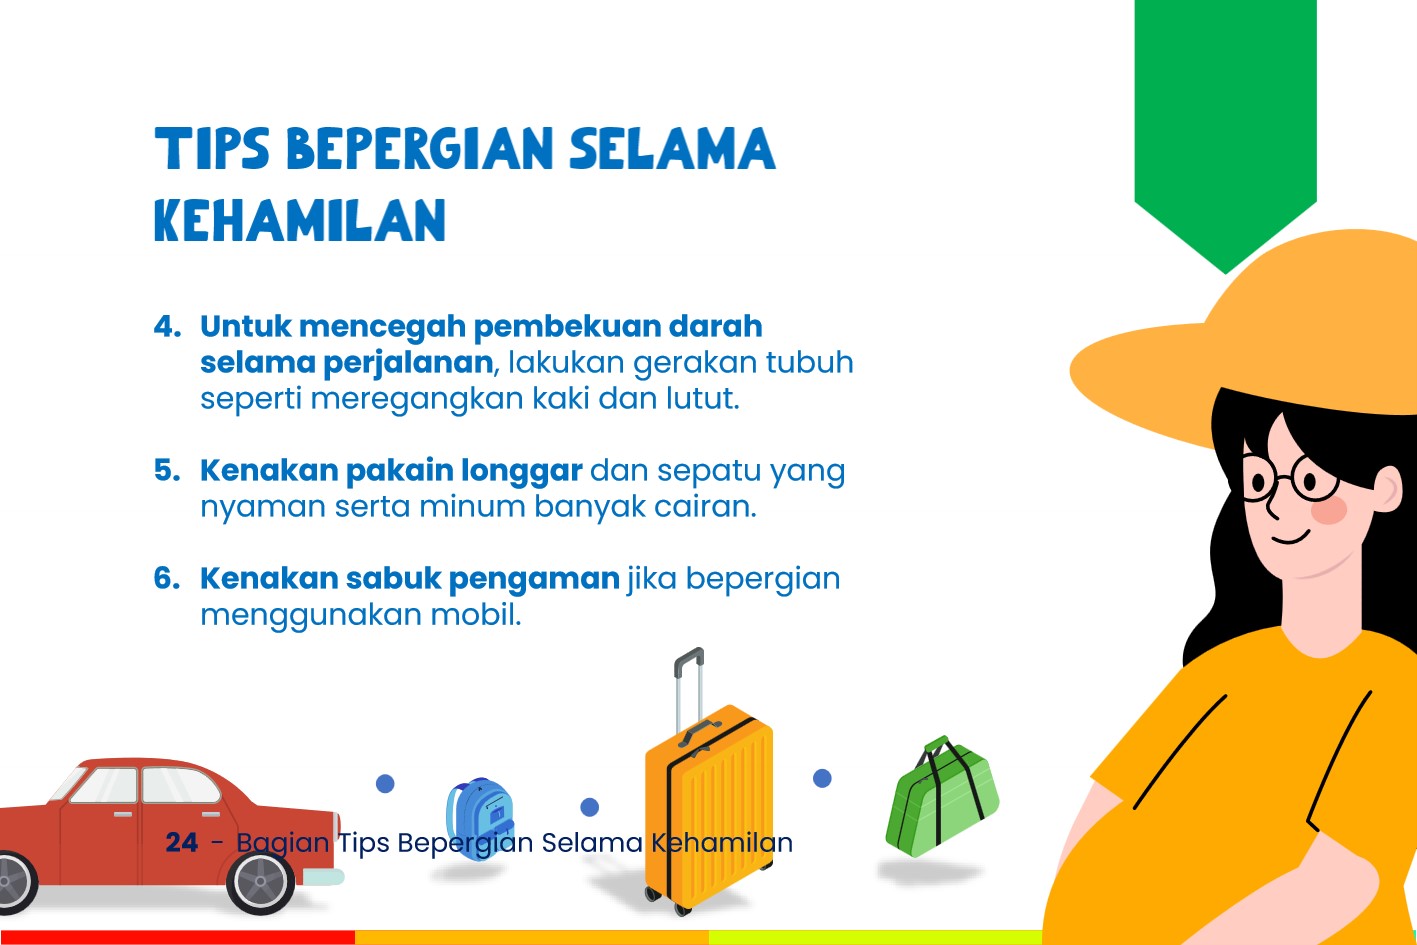 TIPS BEPERGIAN SELAMA
KEHAMILAN
4. Untuk mencegah pembekuan darah
selama perjalanan, lakukan gerakan tubuh
seperti meregangkan kaki dan lutut.
5. Kenakan pakain longgar dan sepatu yang
nyaman serta minum banyak cairan.
6. Kenakan sabuk pengaman jika bepergian
menggunakan mobil.
24 - Bagian Tips Bepergian Selama Kehamilan